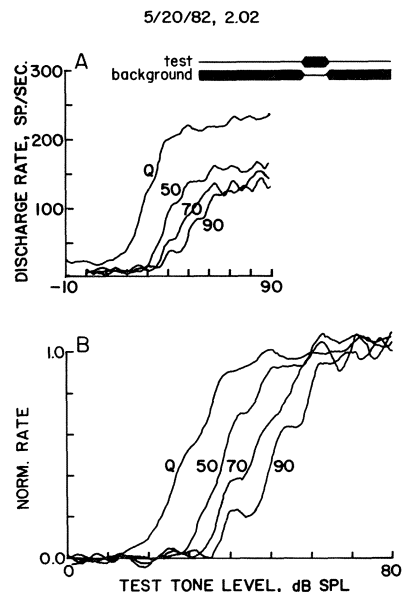 5/20/82, 2.02
A
test
background
300
200
100
DISCHARGE RATE, SP./SEC.
Q
50
70
90
-10
90
B
1.0
0.0
NORM. RATE
Q
50
70
90
0
80
TEST TONE LEVEL, dB SPL